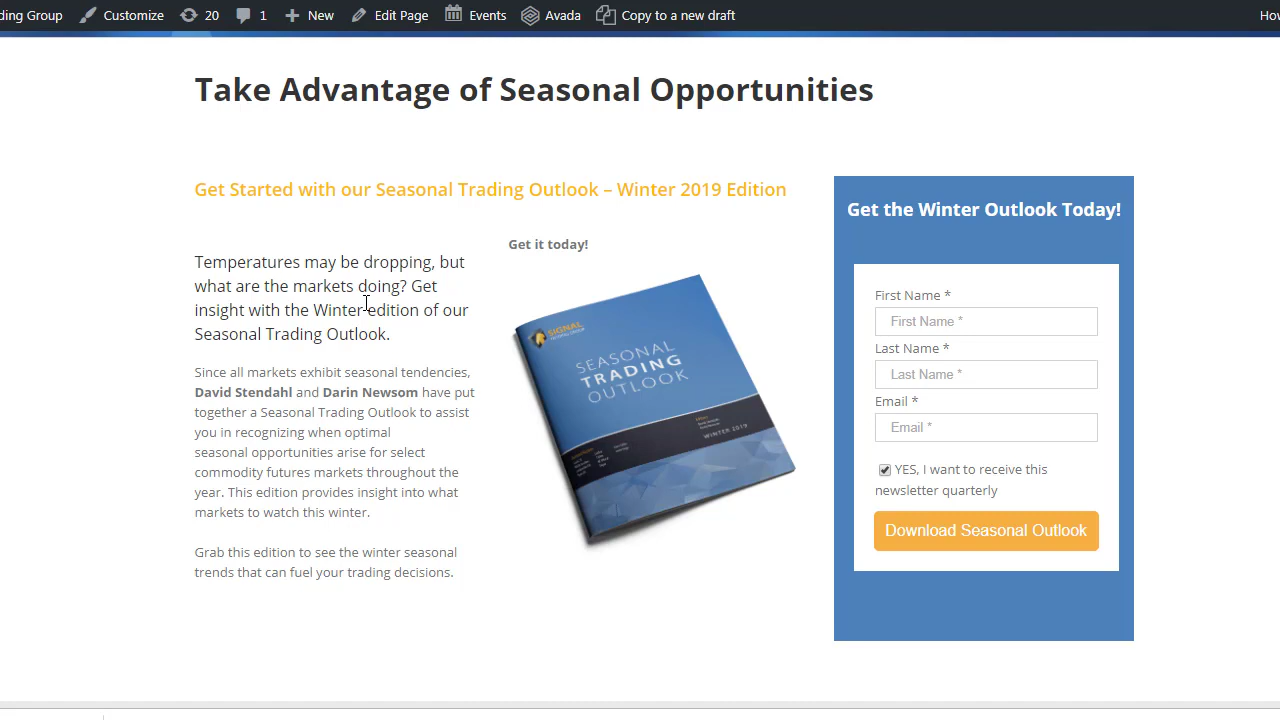 ding Group Customize 20 1 New Edit Page Events Avada Copy to a new draft How
Take Advantage of Seasonal Opportunities
Get Started with our Seasonal Trading Outlook – Winter 2019 Edition
Temperatures may be dropping, but
what are the markets doing? Get
insight with the Winter edition of our
Seasonal Trading Outlook.
Since all markets exhibit seasonal tendencies,
David Stendahl and Darin Newsom have put
together a Seasonal Trading Outlook to assist
you in recognizing when optimal
seasonal opportunities arise for select
commodity futures markets throughout the
year. This edition provides insight into what
markets to watch this winter.
Grab this edition to see the winter seasonal
trends that can fuel your trading decisions.
Get it today!
SIGNAL
SEASONAL
TRADING
OUTLOOK
WINTER 2019
Get the Winter Outlook Today!
First Name *
First Name *
Last Name *
Last Name *
Email *
Email *
YES, I want to receive this
newsletter quarterly
Download Seasonal Outlook